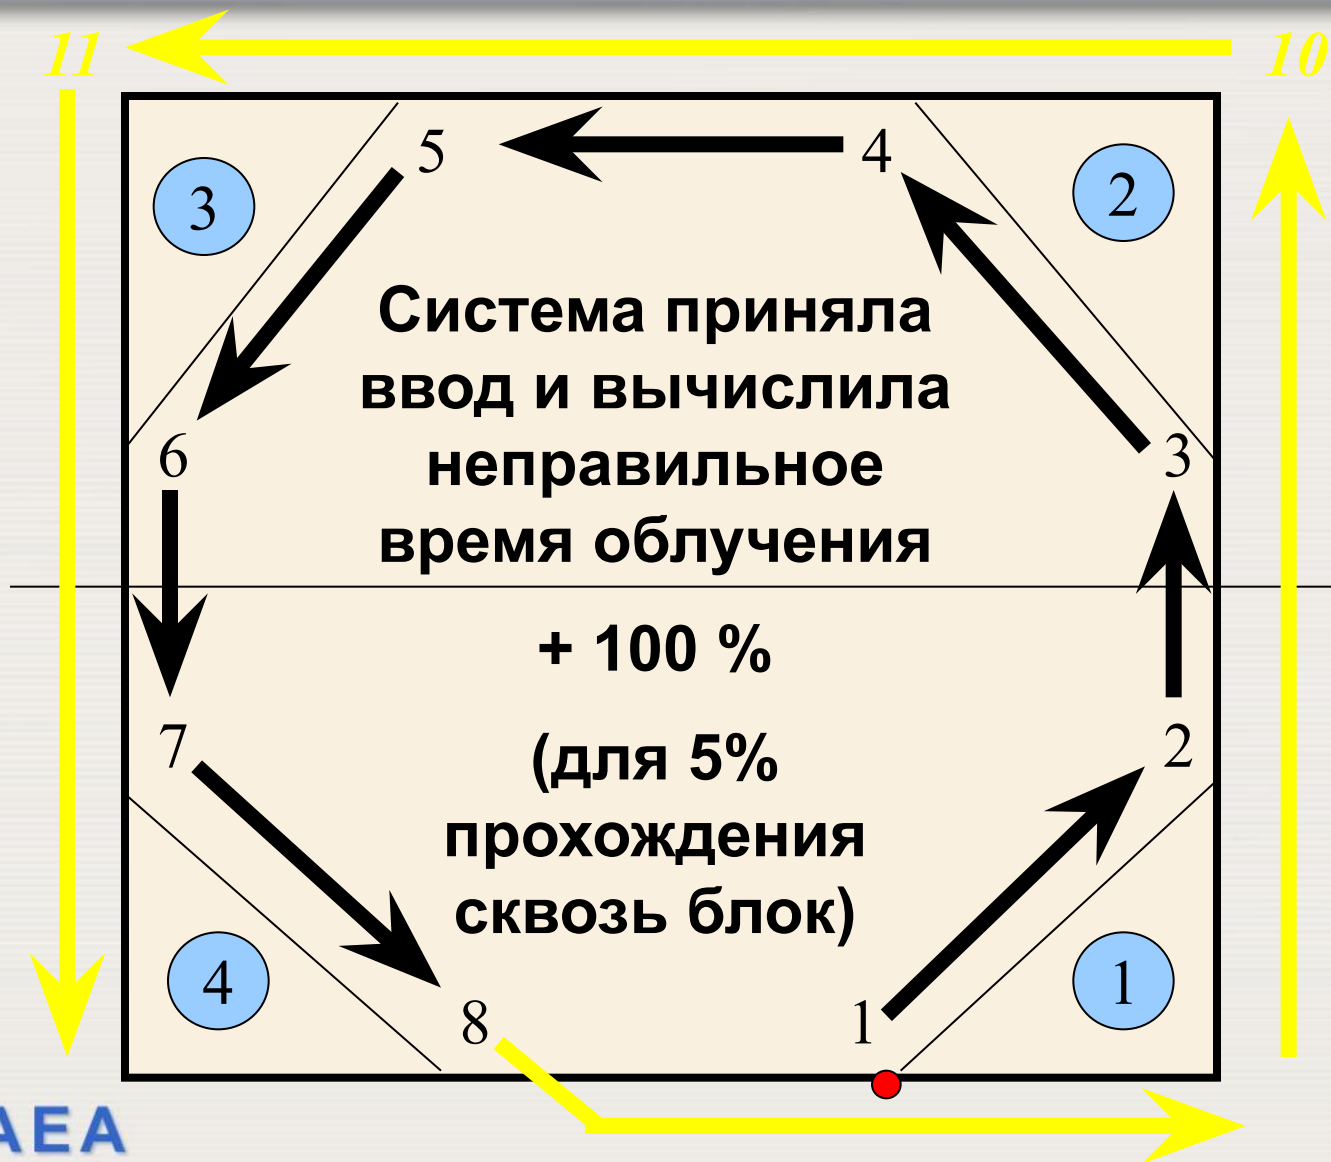 11
10
5
4
3
2
Система приняла
ввод и вычислила
неправильное
время облучения
6
3
+ 100 %
7
2
(для 5%
прохождения
сквозь блок)
4
1
8
1
AEA